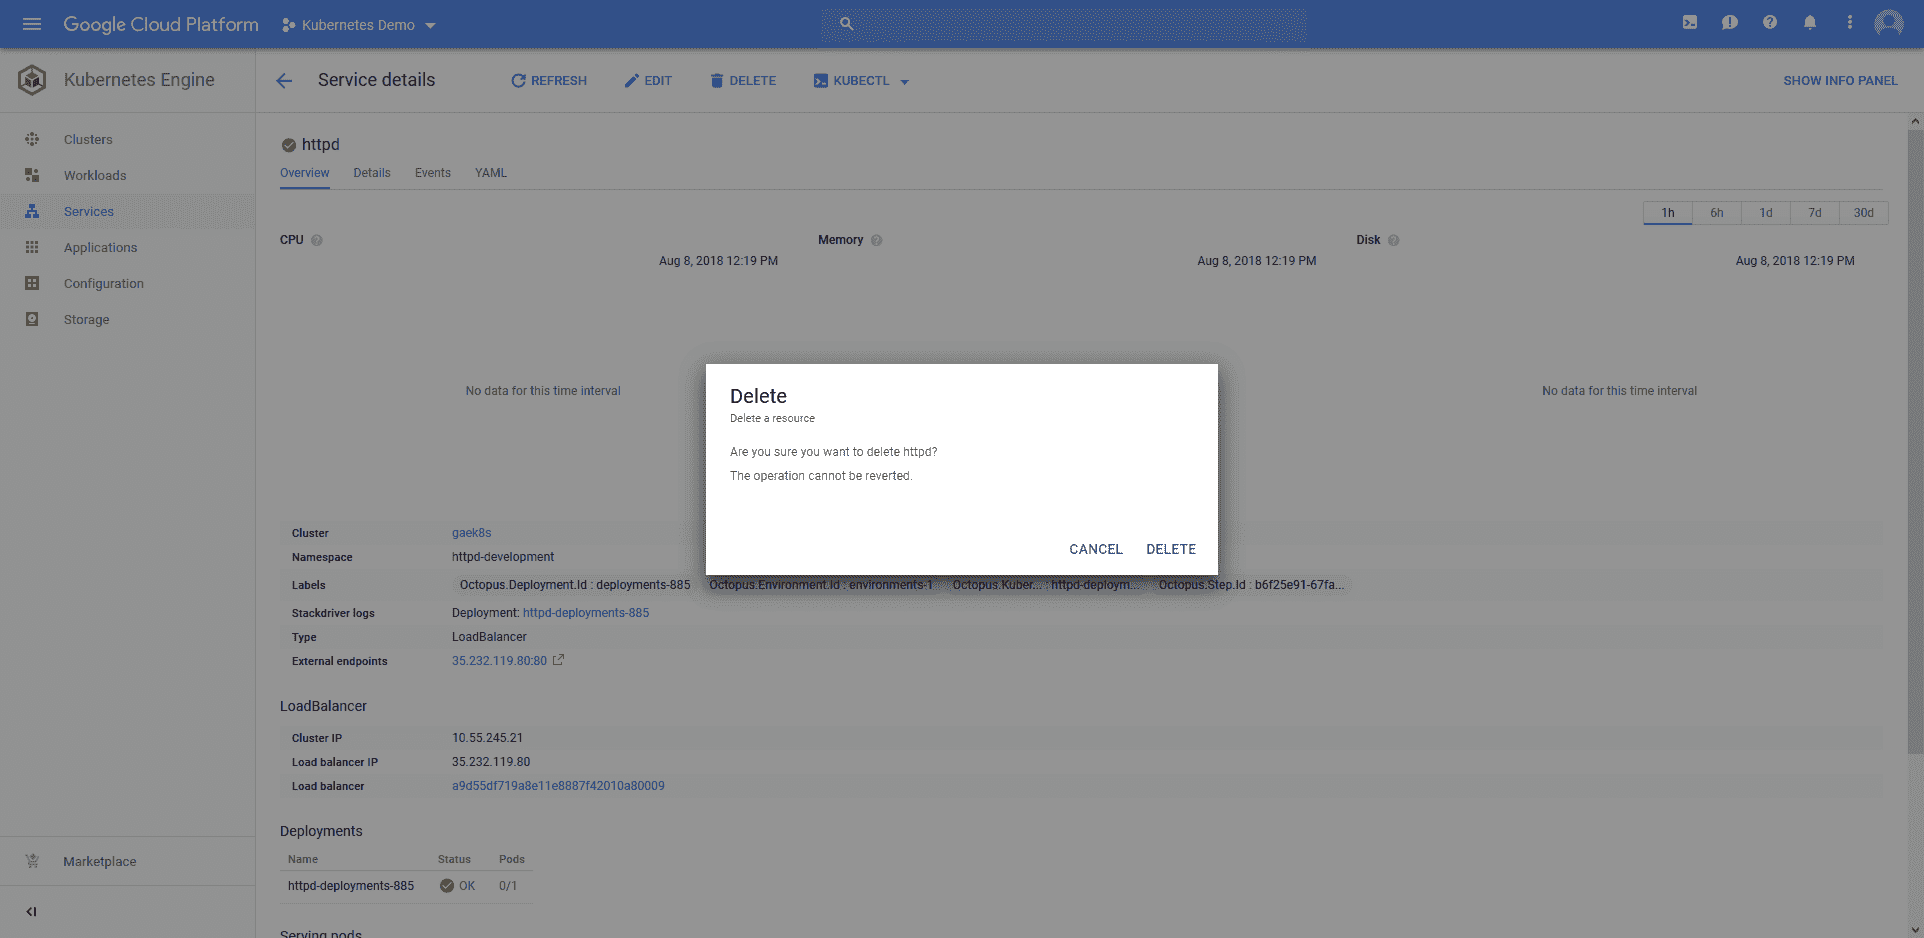 Google Cloud Platform Kubernetes Demo
Kubernetes Engine
Service details REFRESH EDIT DELETE KUBECTL SHOW INFO PANEL
Clusters
Workloads
Services
Applications
Configuration
Storage
Marketplace
httpd
Overview Details Events YAML
1h 6h 1d 7d 30d
CPU Memory Disk
Aug 8, 2018 12:19 PM Aug 8, 2018 12:19 PM Aug 8, 2018 12:19 PM
No data for this time interval No data for this time interval
Delete
Delete a resource
Are you sure you want to delete httpd?
The operation cannot be reverted.
CANCEL DELETE
Cluster gaek8s
Namespace httpd-development
Labels Octopus.Deployment.Id : deployments-885 Octopus.Environment.Id : environments-1 Octopus.Kuber... : httpd-deploym... Octopus.Step.Id : b6f25e91-67fa...
Stackdriver logs Deployment: httpd-deployments-885
Type LoadBalancer
External endpoints 35.232.119.80:80
LoadBalancer
Cluster IP 10.55.245.21
Load balancer IP 35.232.119.80
Load balancer a9d55df719a8e11e8887f42010a80009
Deployments
Name Status Pods
httpd-deployments-885 OK 0/1
Serving pods